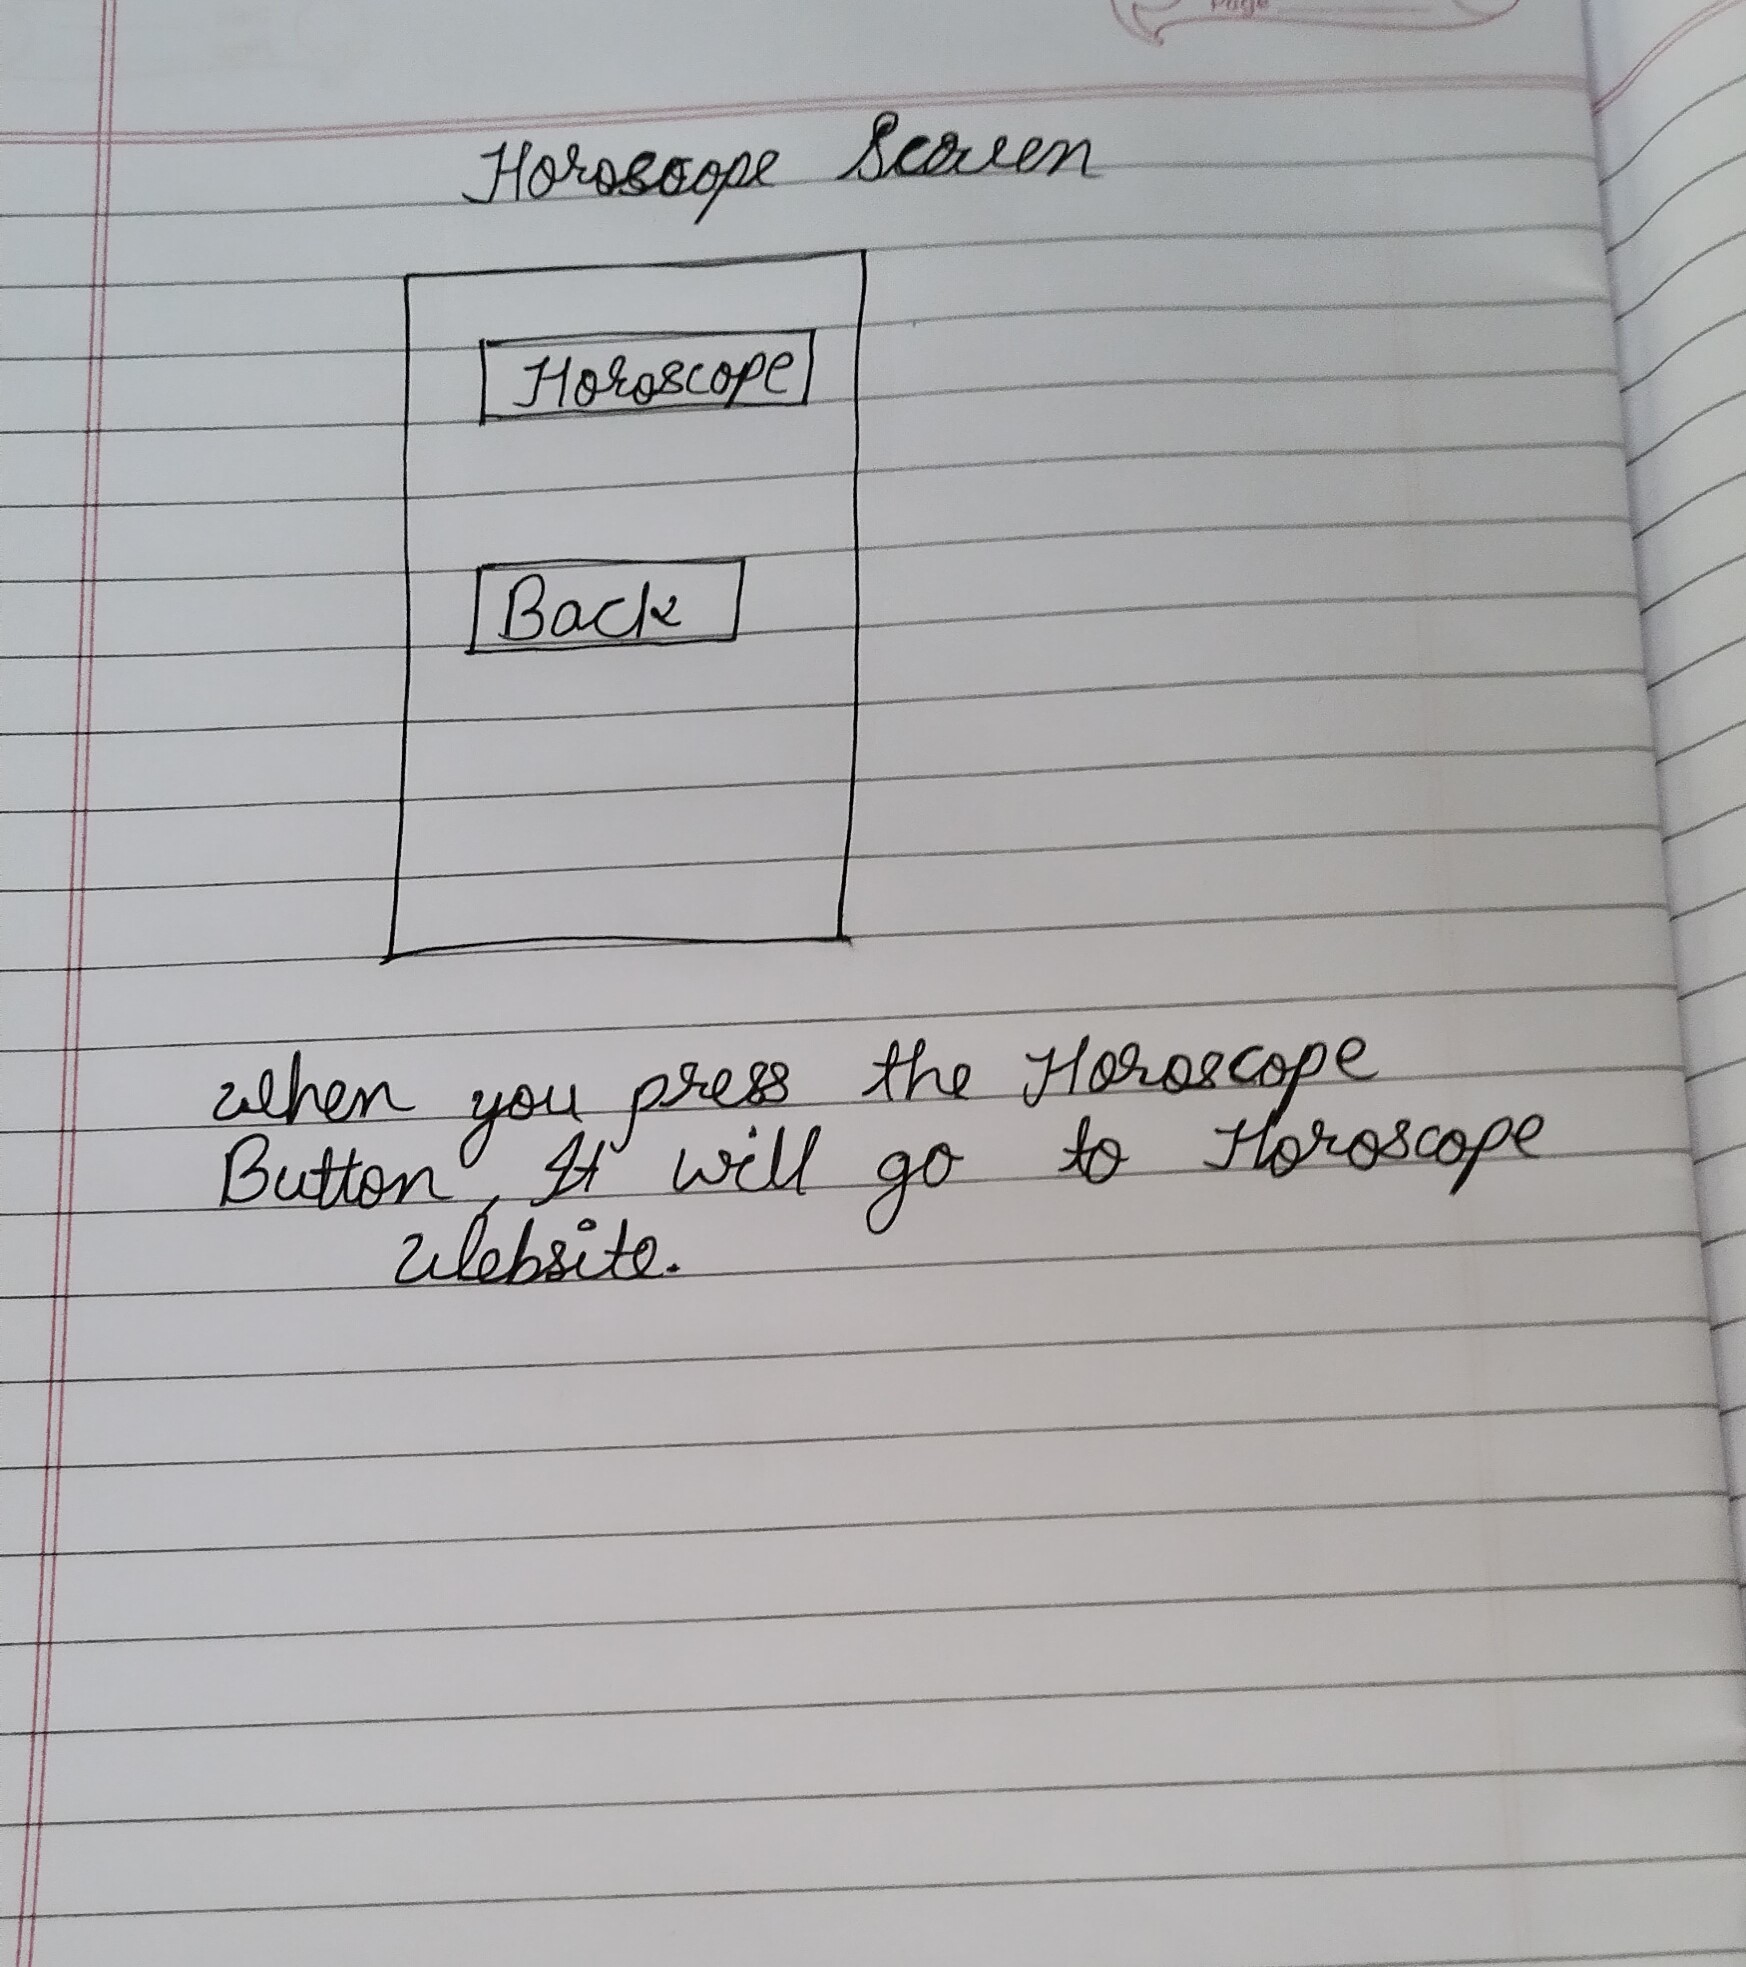 Page
Horoscope Screen
Horoscope
Back
when you press the Horoscope
Button, It will go to Horoscope
Website.